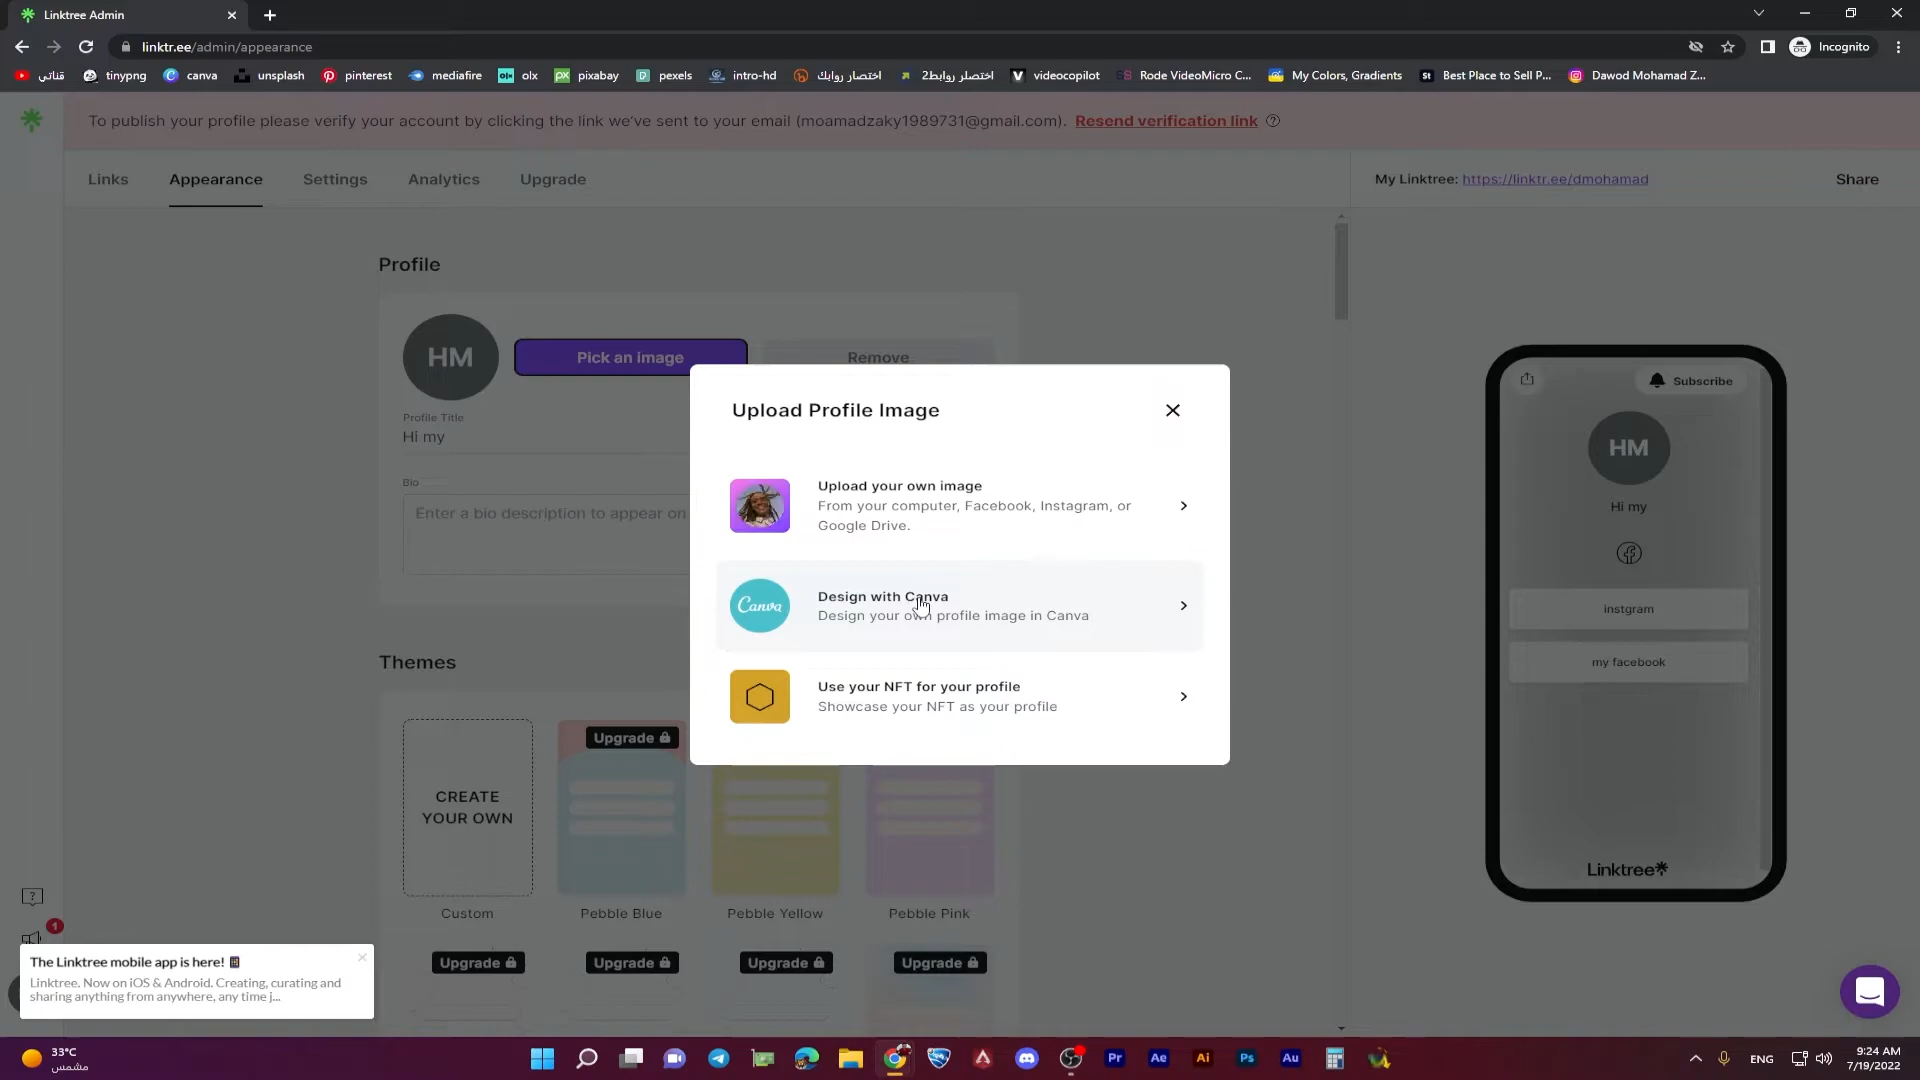 Linktree Admin
linktr.ee/admin/appearance
Incognito
قناتي
tinypng
canva
unsplash
pinterest
mediafire
olx
pixabay
pexels
intro-hd
اختصار روابك
اختصلر روابط2
videocopilot
Rode VideoMicro C...
My Colors, Gradients
Best Place to Sell P...
Dawod Mohamad Z...
To publish your profile please verify your account by clicking the link we've sent to your email (moamadzaky1989731@gmail.com). Resend verification link
Links
Appearance
Settings
Analytics
Upgrade
My Linktree: https://linktr.ee/dmohamad
Share
Profile
HM
Pick an image
Remove
Profile Title
Hi my
Bio
Enter a bio description to appear on
Upload Profile Image
Upload your own image
From your computer, Facebook, Instagram, or
Google Drive.
Canva
Design with Canva
Design your own profile image in Canva
Use your NFT for your profile
Showcase your NFT as your profile
Subscribe
HM
Hi my
instgram
my facebook
Linktree
Themes
Upgrade
CREATE
YOUR OWN
Custom
Pebble Blue
Pebble Yellow
Pebble Pink
Upgrade
Upgrade
Upgrade
Upgrade
1
The Linktree mobile app is here!
Linktree. Now on iOS & Android. Creating, curating and
sharing anything from anywhere, any time j...
33°C
مشمس
Pr
Ae
Ai
Ps
Au
ENG
9:24 AM
7/19/2022